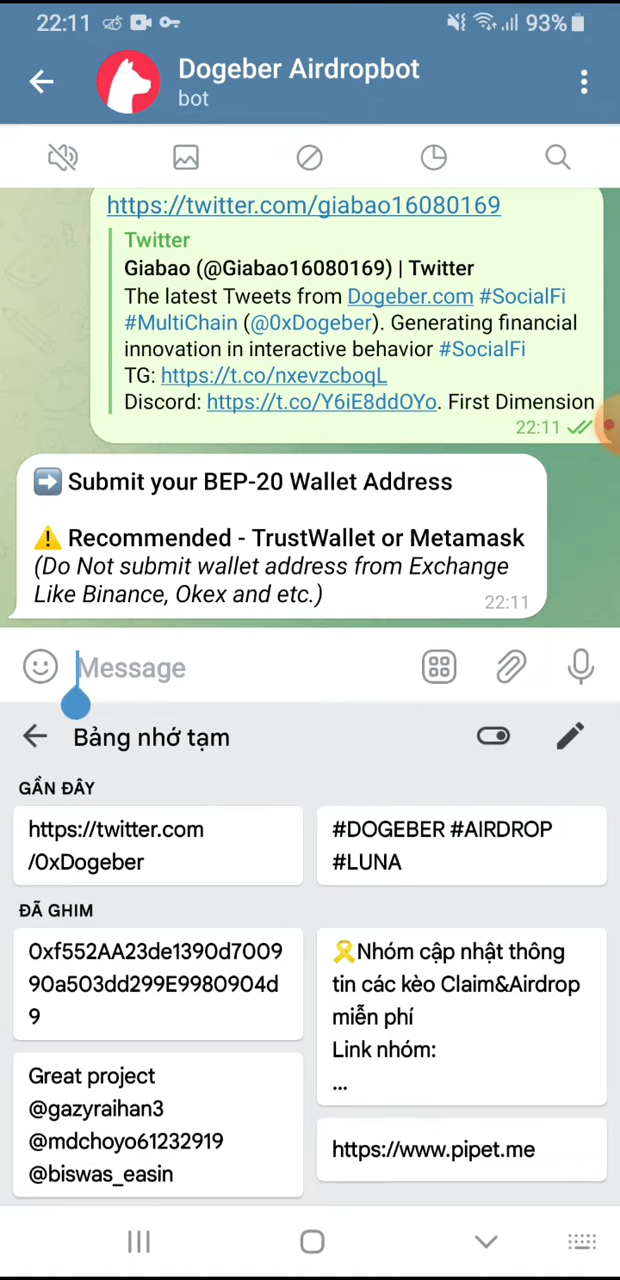 22:11
93%
Dogeber Airdropbot
bot
https://twitter.com/giabao16080169
Twitter
Giabao (@Giabao16080169) | Twitter
The latest Tweets from Dogeber.com #SocialFi
#MultiChain (@0xDogeber). Generating financial
innovation in interactive behavior #SocialFi
TG: https://t.co/nxevzcboqL
Discord: https://t.co/Y6iE8ddOYo. First Dimension
22:11
Submit your BEP-20 Wallet Address
Recommended - TrustWallet or Metamask
(Do Not submit wallet address from Exchange
Like Binance, Okex and etc.)
22:11
Message
Bảng nhớ tạm
GẦN ĐÂY
https://twitter.com
/0xDogeber
#DOGEBER #AIRDROP
#LUNA
ĐÃ GHIM
0xf552AA23de1390d7009
90a503dd299E9980904d
9
🎗Nhóm cập nhật thông
tin các kèo Claim&Airdrop
miễn phí
Link nhóm:
...
Great project
@gazyraihan3
@mdchoyo61232919
@biswas_easin
https://www.pipet.me